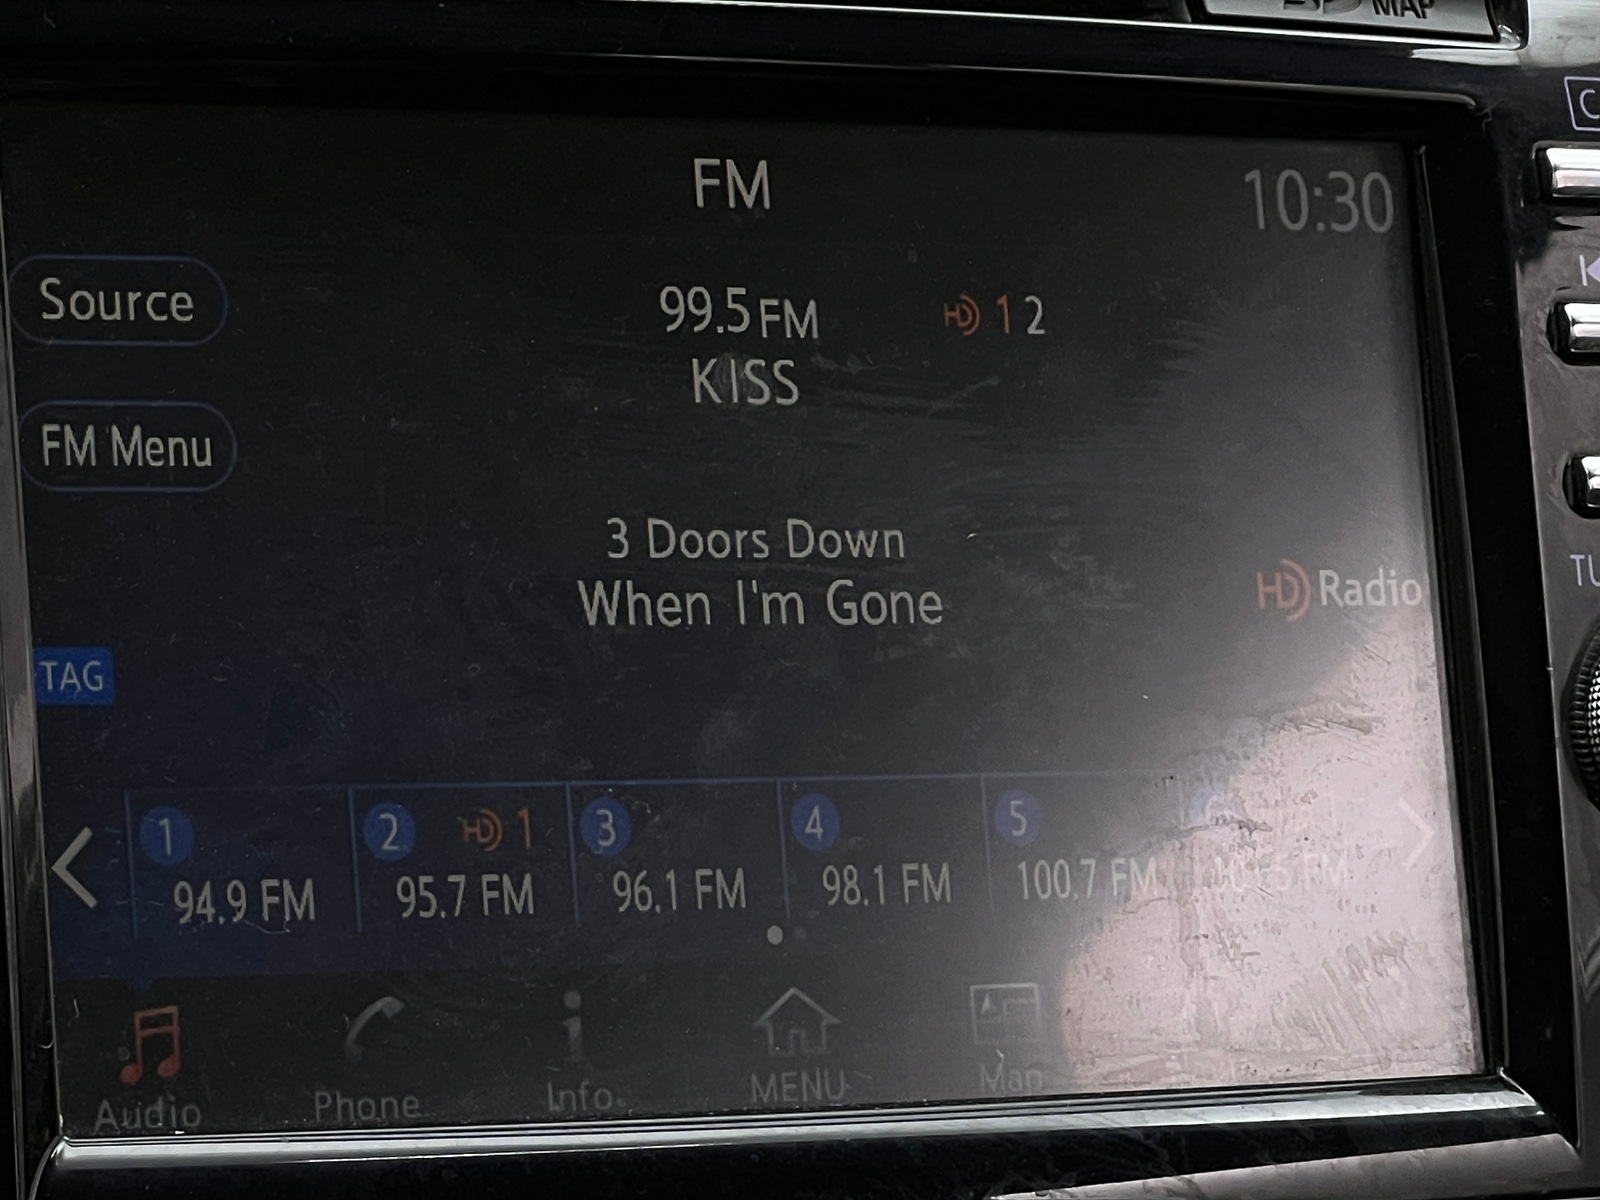 MAP
FM
10:30
Source
99.5 FM
HD 1 2
KISS
FM Menu
3 Doors Down
When I'm Gone
HD Radio
TAG
1
2 HD 1
3
4
5
94.9 FM
95.7 FM
96.1 FM
98.1 FM
100.7 FM
Audio
Phone
Info
MENU
Map